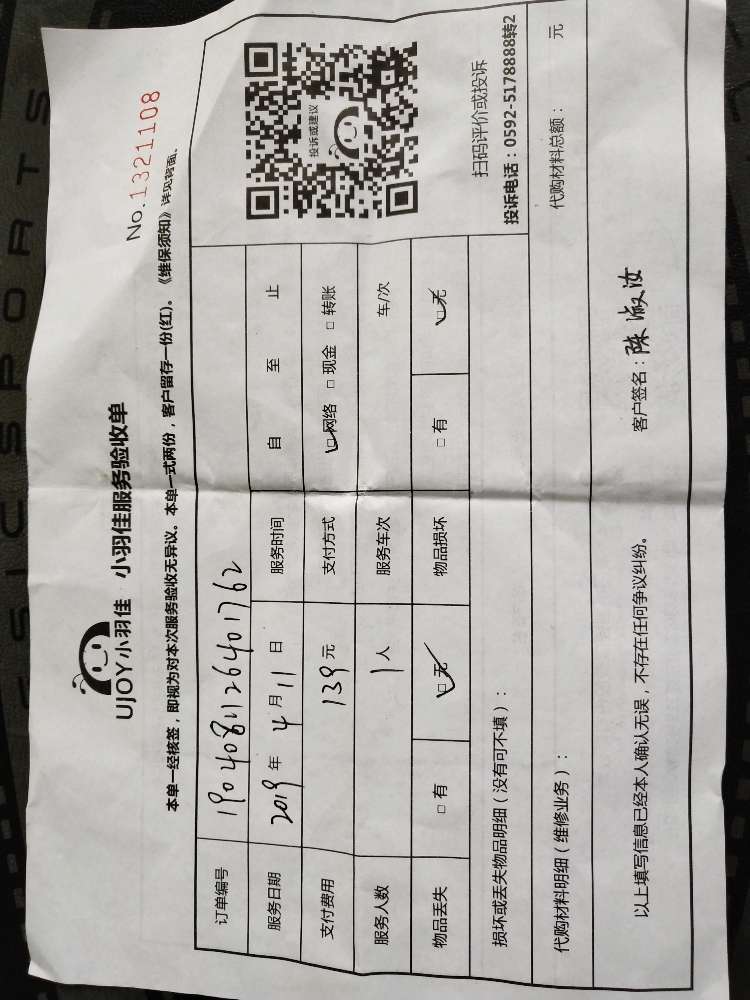 UJOY小羽佳 小羽佳服务验收单
No.1321108
本单一经核签，即视为对本次服务验收无异议。本单一式两份，客户留存一份(红)。《维保须知》详见背面。
订单编号 1904081126401762
服务日期 2019 年 4 月 11 日 服务时间 自 至 止
支付费用 139 元 支付方式 □网络 □现金 □转账
服务人数 1 人 服务车次 车/次
物品丢失 □有 □无 物品损坏 □有 □无
投诉或建议
扫码评价或投诉
投诉电话：0592-5178888转2
损坏或丢失物品明细（没有可不填）：
代购材料明细（维修业务）： 代购材料总额： 元
以上填写信息已经本人确认无误，不存在任何争议纠纷。 客户签名：陈淑汝
SICSPORTS